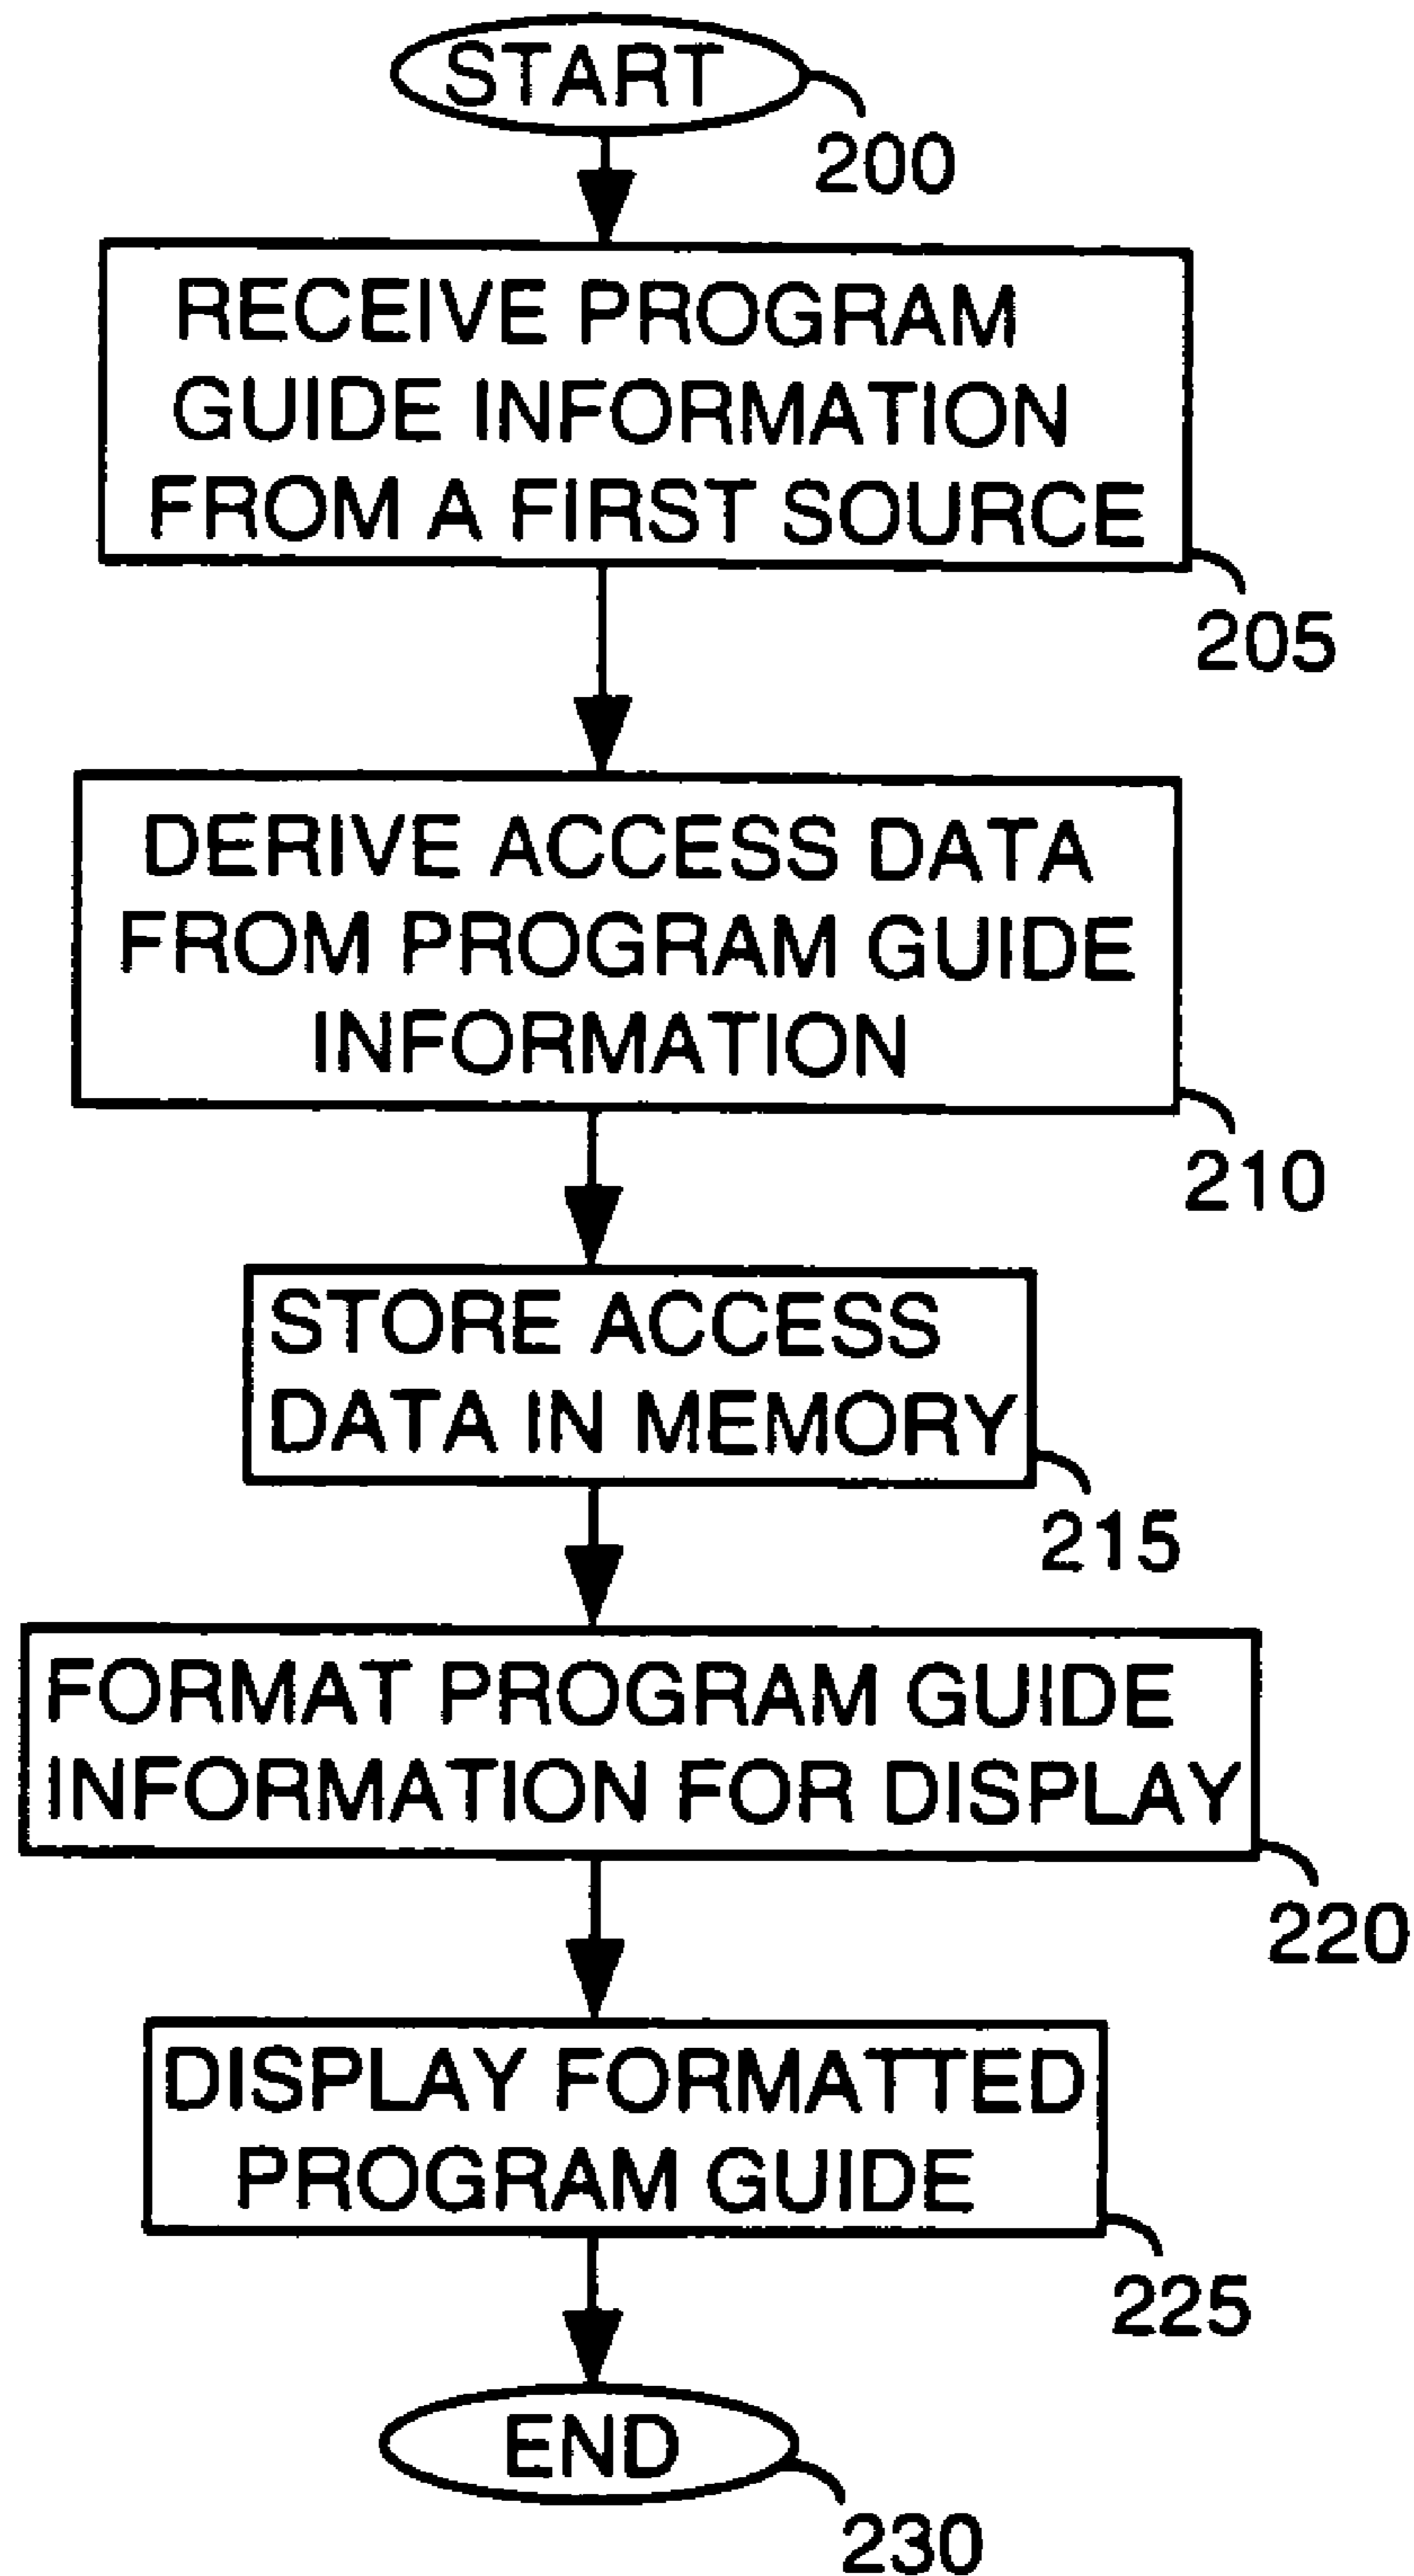 START
200
RECEIVE PROGRAM
GUIDE INFORMATION
FROM A FIRST SOURCE
205
DERIVE ACCESS DATA
FROM PROGRAM GUIDE
INFORMATION
210
STORE ACCESS
DATA IN MEMORY
215
FORMAT PROGRAM GUIDE
INFORMATION FOR DISPLAY
220
DISPLAY FORMATTED
PROGRAM GUIDE
225
END
230